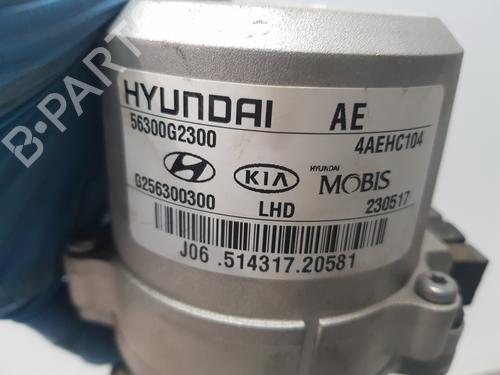 HYUNDAI AE
56300G2300 4AEHC104
KIA HYUNDAI MOBIS
G256300300 LHD 230517
J06 .514317.20581
B-PARTS